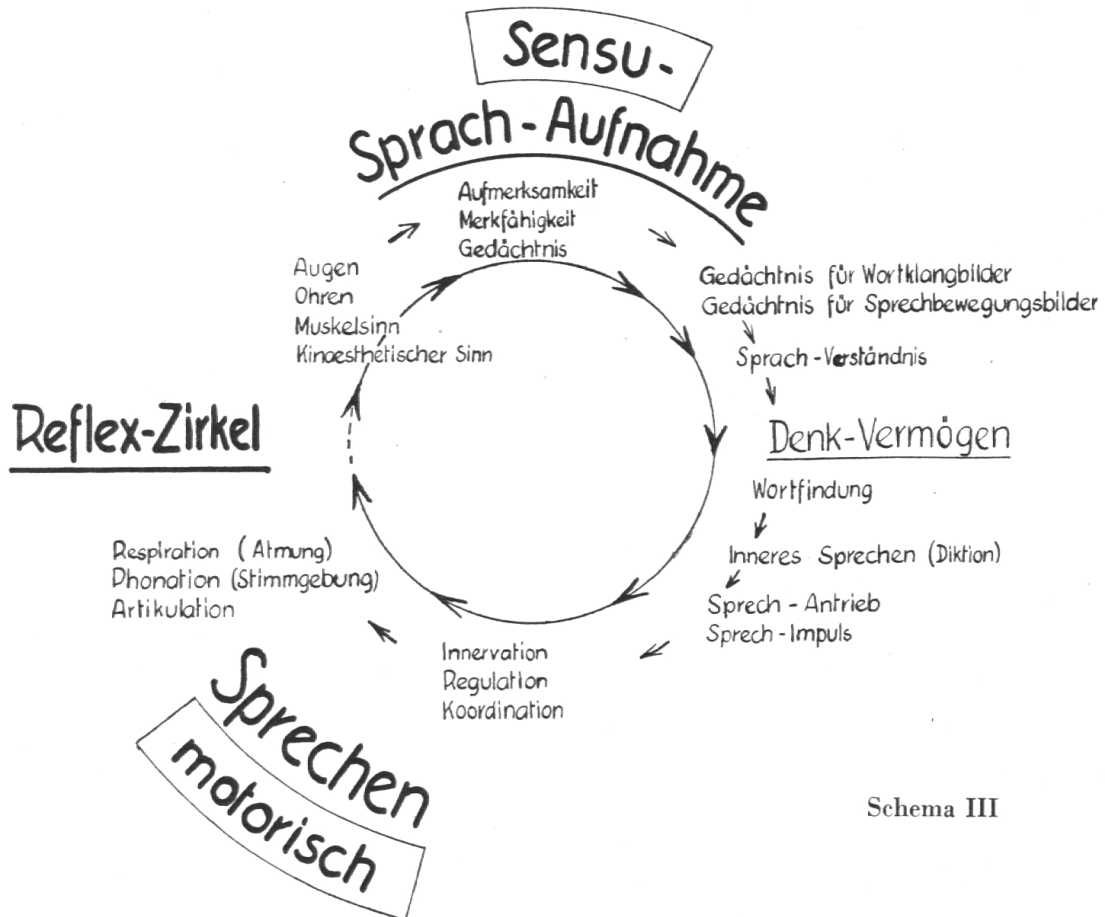 Sensu-
Sprach-Aufnahme
Aufmerksamkeit
Merkfähigkeit
Gedächtnis
Augen
Ohren
Muskelsinn
Kinaesthetischer Sinn
Gedächtnis für Wortklangbilder
Gedächtnis für Sprechbewegungsbilder
Sprach-Verständnis
Reflex-Zirkel
Denk-Vermögen
Wortfindung
Inneres Sprechen (Diktion)
Sprech-Antrieb
Sprech-Impuls
Respiration (Atmung)
Phonation (Stimmgebung)
Artikulation
Innervation
Regulation
Koordination
Sprechen
motorisch
Schema III